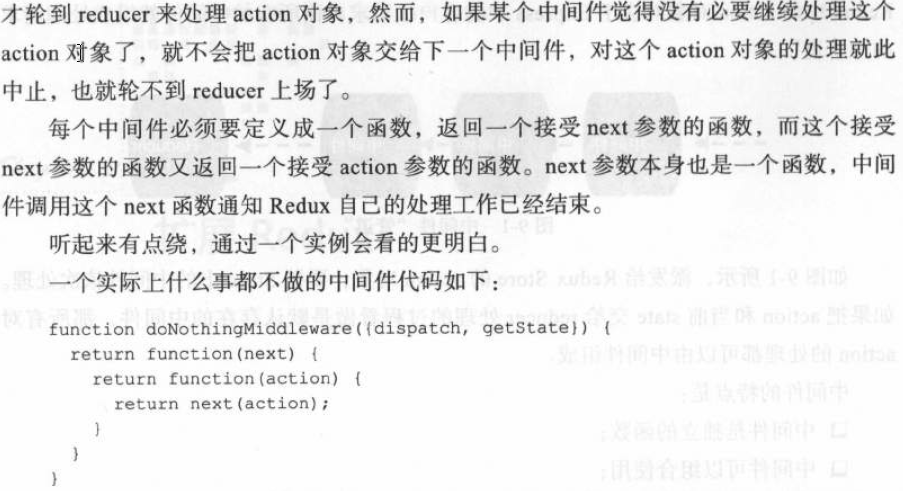 才轮到 reducer 来处理 action 对象，然而，如果某个中间件觉得没有必要继续处理这个
action 对象了，就不会把 action 对象交给下一个中间件，对这个 action 对象的处理就此
中止，也就轮不到 reducer 上场了。
每个中间件必须要定义成一个函数，返回一个接受 next 参数的函数，而这个接受
next 参数的函数又返回一个接受 action 参数的函数。next 参数本身也是一个函数，中间
件调用这个 next 函数通知 Redux 自己的处理工作已经结束。
听起来有点绕，通过一个实例会看的更明白。
一个实际上什么事都不做的中间件代码如下：
function doNothingMiddleware({dispatch, getState}) {
return function(next) {
return function(action) {
return next(action);
}
}
}